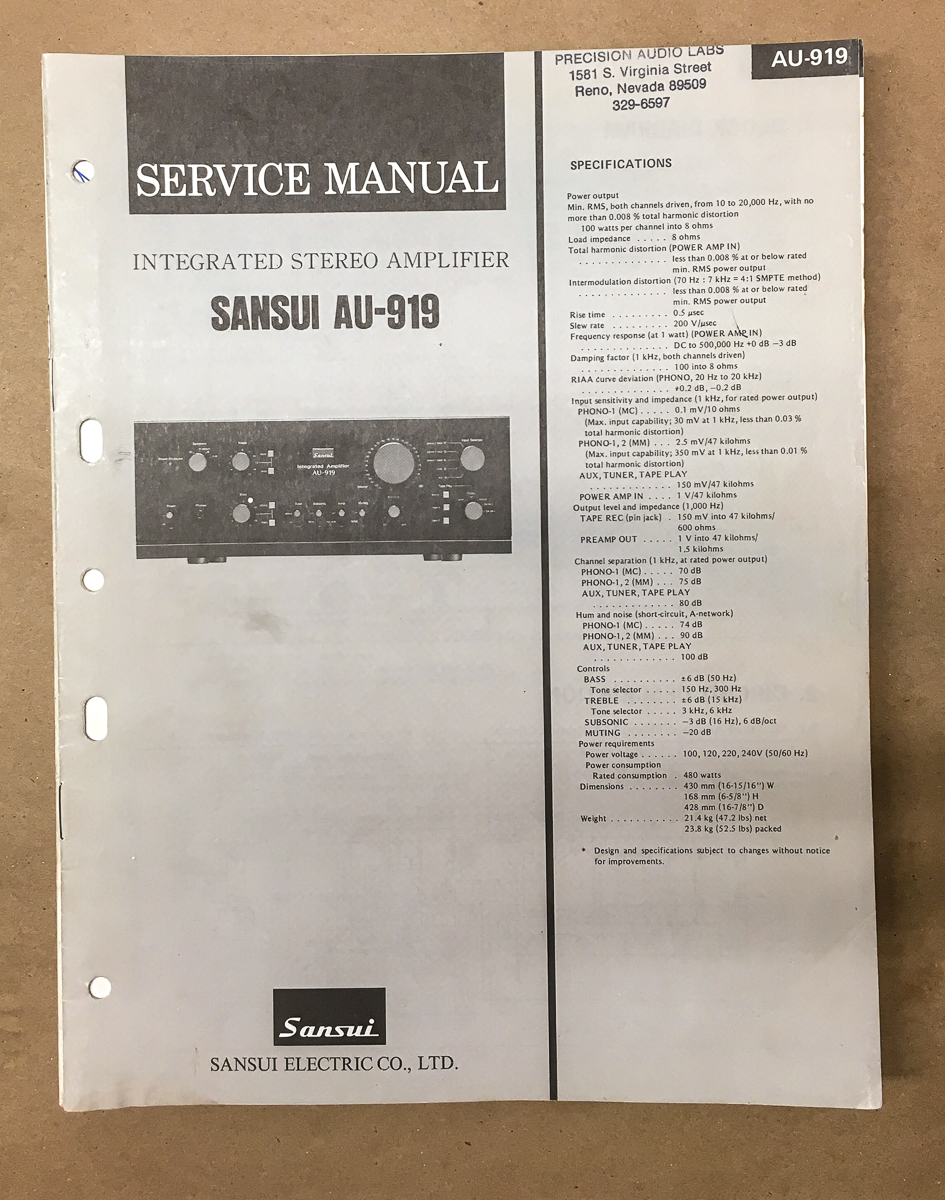 SERVICE MANUAL
INTEGRATED STEREO AMPLIFIER
SANSUI AU-919
Sansui
Integrated Amplifier
AU-919
Sansui
SANSUI ELECTRIC CO., LTD.
PRECISION AUDIO LABS
1581 S. Virginia Street
Reno, Nevada 89509
329-6597
AU-919
SPECIFICATIONS
Power output
Min. RMS, both channels driven, from 10 to 20,000 Hz, with no
more than 0.008 % total harmonic distortion
100 watts per channel into 8 ohms
Load impedance ..... 8 ohms
Total harmonic distortion (POWER AMP IN)
.............. less than 0.008 % at or below rated
min. RMS power output
Intermodulation distortion (70 Hz : 7 kHz = 4:1 SMPTE method)
.............. less than 0.008 % at or below rated
min. RMS power output
Rise time ......... 0.5 μsec
Slew rate ......... 200 V/μsec
Frequency response (at 1 watt) (POWER AMP IN)
.............. DC to 500,000 Hz +0 dB −3 dB
Damping factor (1 kHz, both channels driven)
.............. 100 into 8 ohms
RIAA curve deviation (PHONO, 20 Hz to 20 kHz)
.............. +0.2 dB, −0.2 dB
Input sensitivity and impedance (1 kHz, for rated power output)
PHONO-1 (MC) ..... 0.1 mV/10 ohms
(Max. input capability; 30 mV at 1 kHz, less than 0.03 %
total harmonic distortion)
PHONO-1, 2 (MM) ... 2.5 mV/47 kilohms
(Max. input capability; 350 mV at 1 kHz, less than 0.01 %
total harmonic distortion)
AUX, TUNER, TAPE PLAY
............. 150 mV/47 kilohms
POWER AMP IN .... 1 V/47 kilohms
Output level and impedance (1,000 Hz)
TAPE REC (pin jack) . 150 mV into 47 kilohms/
600 ohms
PREAMP OUT ..... 1 V into 47 kilohms/
1.5 kilohms
Channel separation (1 kHz, at rated power output)
PHONO-1 (MC) ..... 70 dB
PHONO-1, 2 (MM) ... 75 dB
AUX, TUNER, TAPE PLAY
............. 80 dB
Hum and noise (short-circuit, A-network)
PHONO-1 (MC) ..... 74 dB
PHONO-1, 2 (MM) ... 90 dB
AUX, TUNER, TAPE PLAY
............. 100 dB
Controls
BASS .......... ±6 dB (50 Hz)
Tone selector ..... 150 Hz, 300 Hz
TREBLE ........ ±6 dB (15 kHz)
Tone selector ..... 3 kHz, 6 kHz
SUBSONIC ....... −3 dB (16 Hz), 6 dB/oct
MUTING ........ −20 dB
Power requirements
Power voltage ...... 100, 120, 220, 240V (50/60 Hz)
Power consumption
Rated consumption . 480 watts
Dimensions ........ 430 mm (16-15/16") W
168 mm (6-5/8") H
428 mm (16-7/8") D
Weight ........... 21.4 kg (47.2 lbs) net
23.8 kg (52.5 lbs) packed
* Design and specifications subject to changes without notice
for improvements.